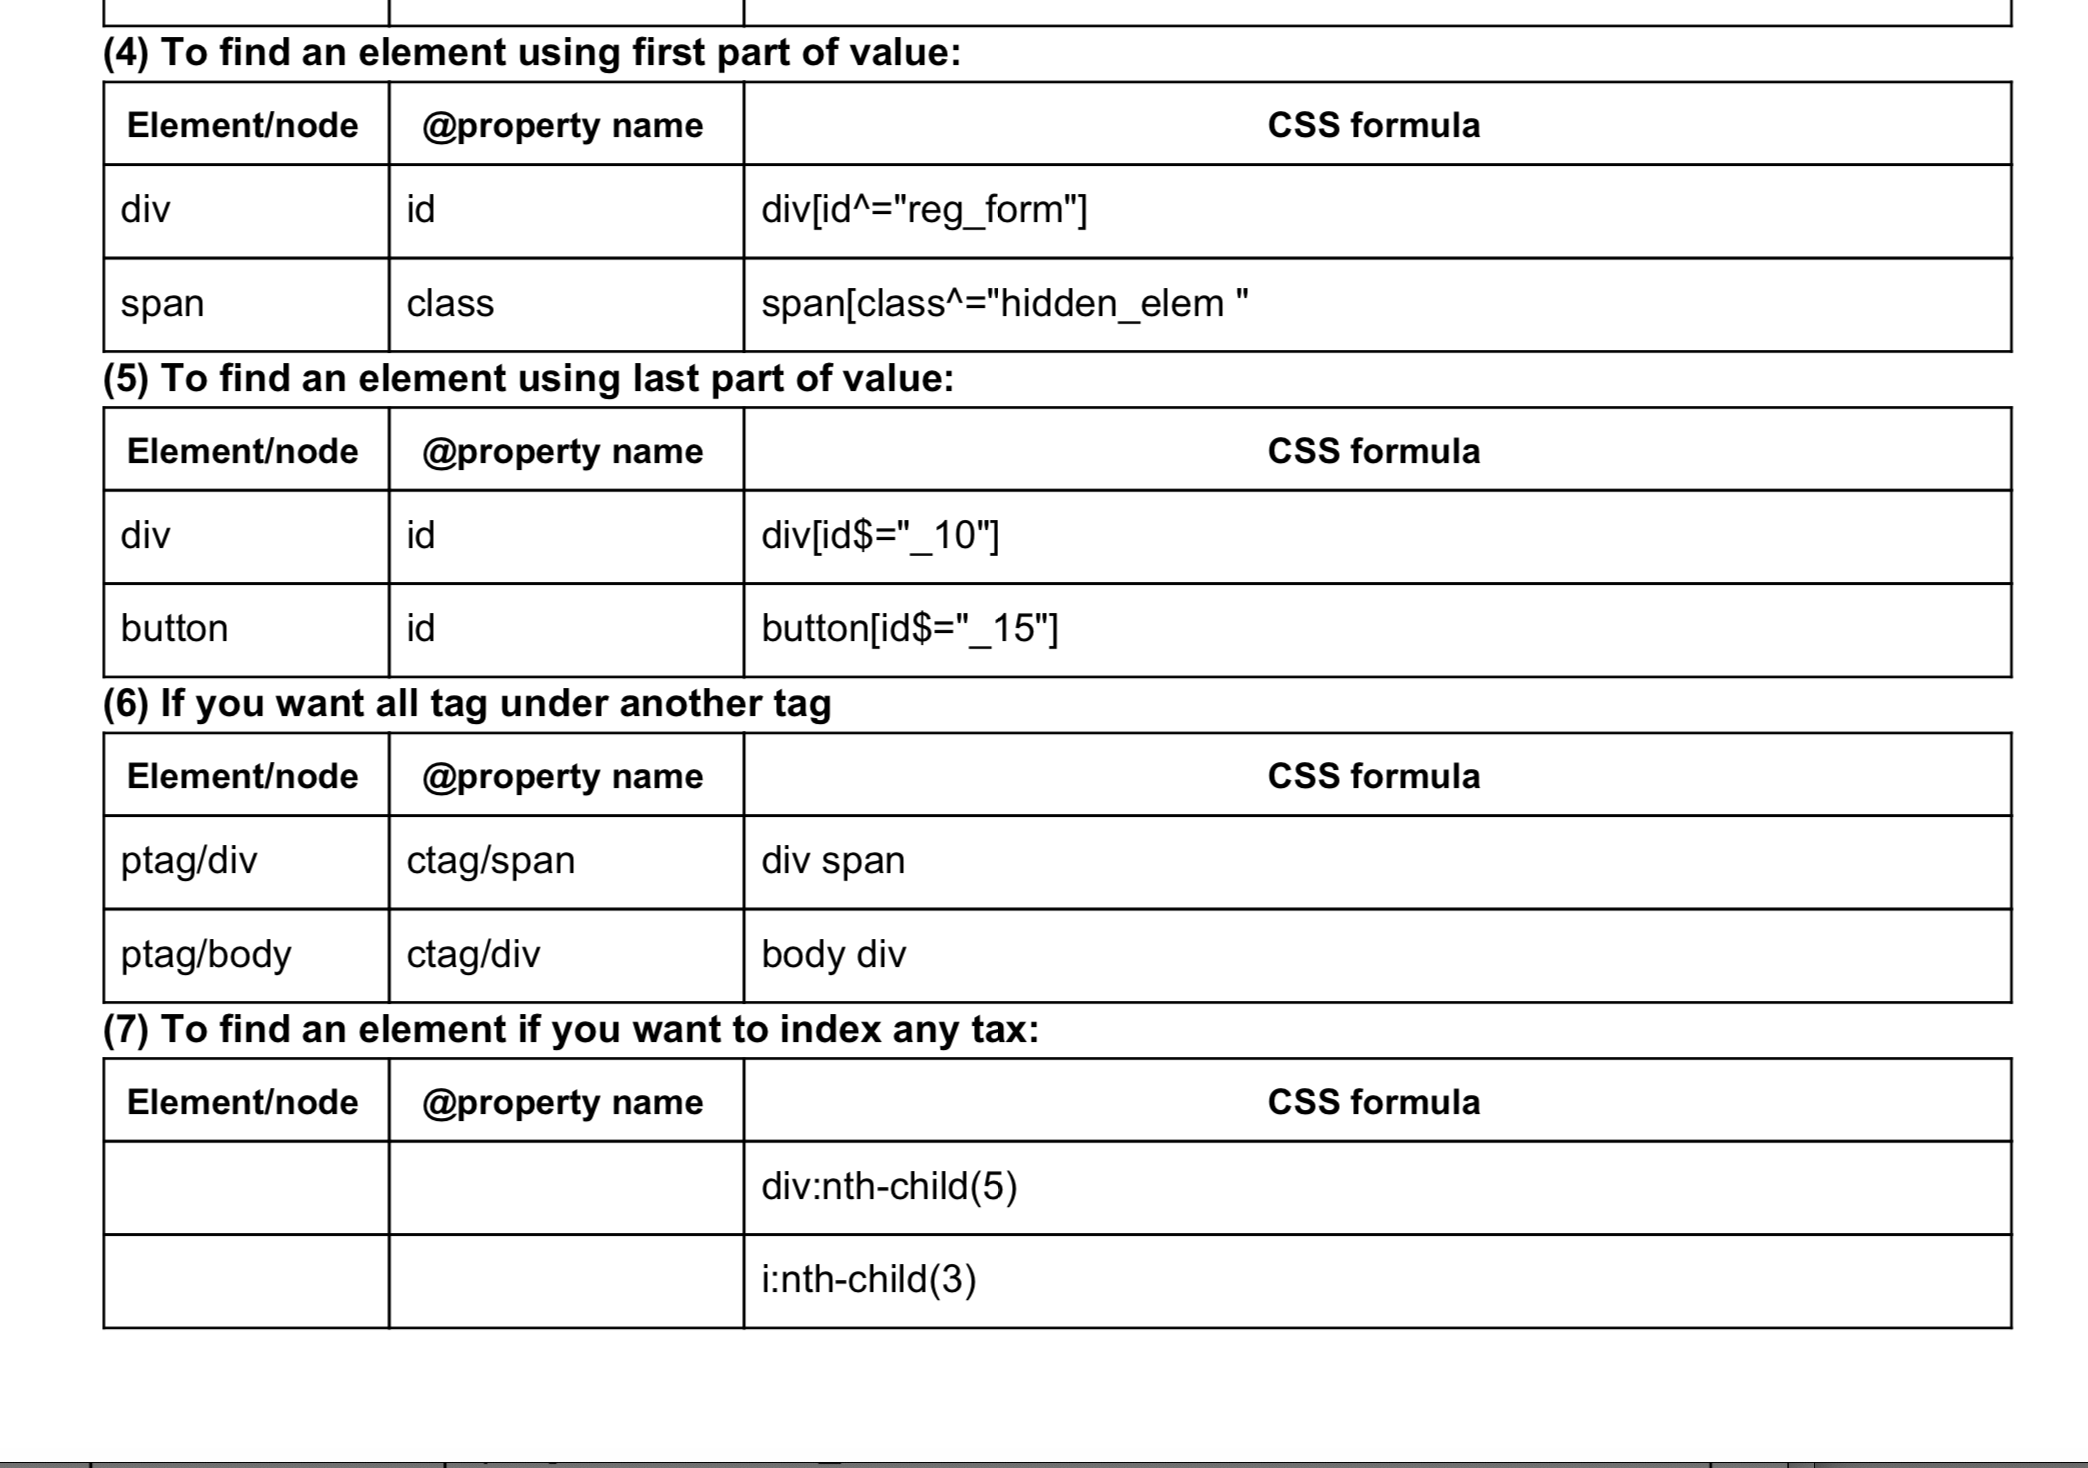 (4) To find an element using first part of value:
Element/node @property name CSS formula
div id div[id^="reg_form"]
span class span[class^="hidden_elem "
(5) To find an element using last part of value:
Element/node @property name CSS formula
div id div[id$="_10"]
button id button[id$="_15"]
(6) If you want all tag under another tag
Element/node @property name CSS formula
ptag/div ctag/span div span
ptag/body ctag/div body div
(7) To find an element if you want to index any tax:
Element/node @property name CSS formula
div:nth-child(5)
i:nth-child(3)